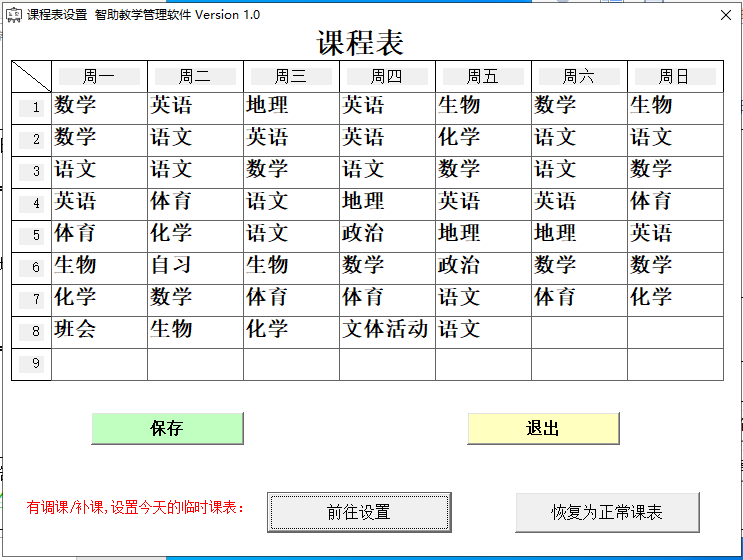 课程表设置 智助教学管理软件 Version 1.0
课程表
周一 周二 周三 周四 周五 周六 周日
1 数学 英语 地理 英语 生物 数学 生物
2 数学 语文 英语 英语 化学 语文 语文
3 语文 语文 数学 语文 数学 语文 数学
4 英语 体育 语文 地理 英语 英语 体育
5 体育 化学 语文 政治 地理 地理 英语
6 生物 自习 生物 数学 政治 数学 数学
7 化学 数学 体育 体育 语文 体育 化学
8 班会 生物 化学 文体活动 语文
9
保存 退出
有调课/补课,设置今天的临时课表： 前往设置 恢复为正常课表